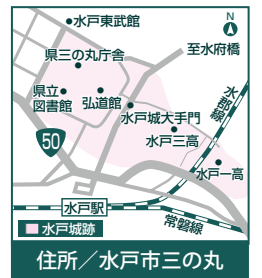 水戸東武館
N
県三の丸庁舎
至水府橋
県立
図書館
弘道館
水戸城大手門
水郡線
水戸三高
50
水戸一高
水戸駅
常磐線
水戸城跡
住所／水戸市三の丸